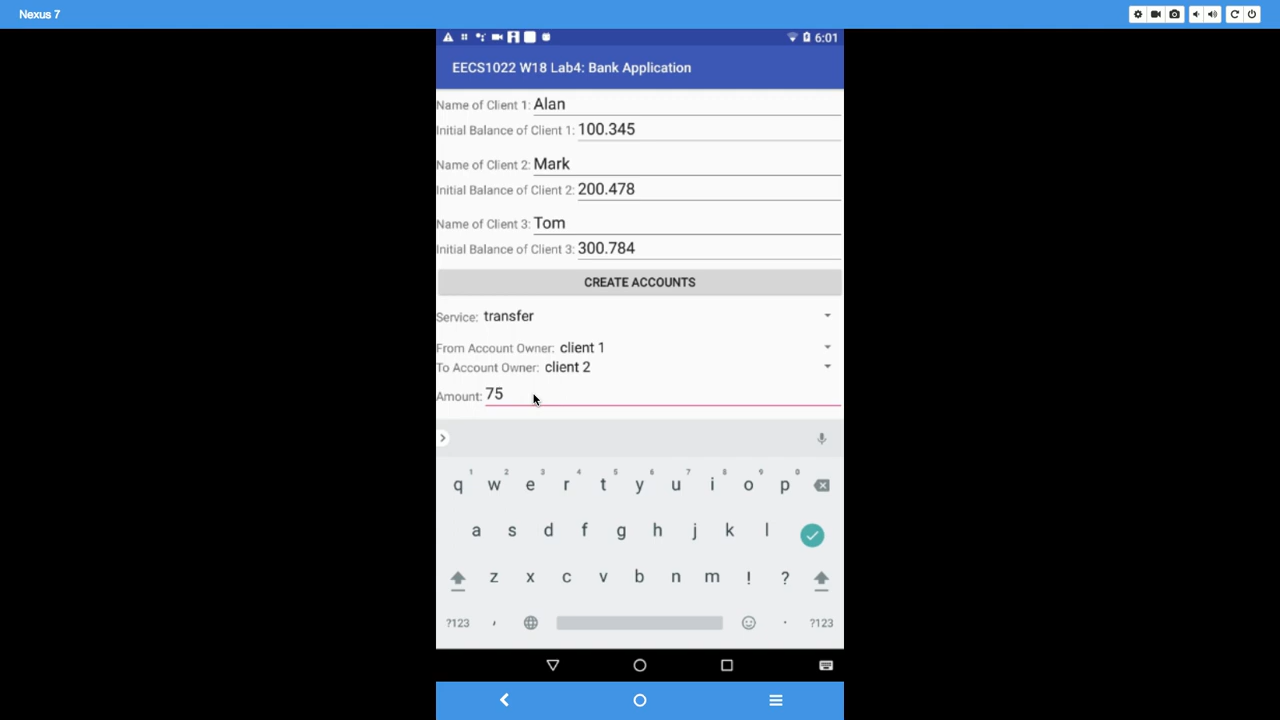 Nexus 7
6:01
EECS1022 W18 Lab4: Bank Application
Name of Client 1: Alan
Initial Balance of Client 1: 100.345
Name of Client 2: Mark
Initial Balance of Client 2: 200.478
Name of Client 3: Tom
Initial Balance of Client 3: 300.784
CREATE ACCOUNTS
Service: transfer
From Account Owner: client 1
To Account Owner: client 2
Amount: 75
1 2 3 4 5 6 7 8 9 0
q w e r t y u i o p
a s d f g h j k l
z x c v b n m ! ?
?123 , . ?123